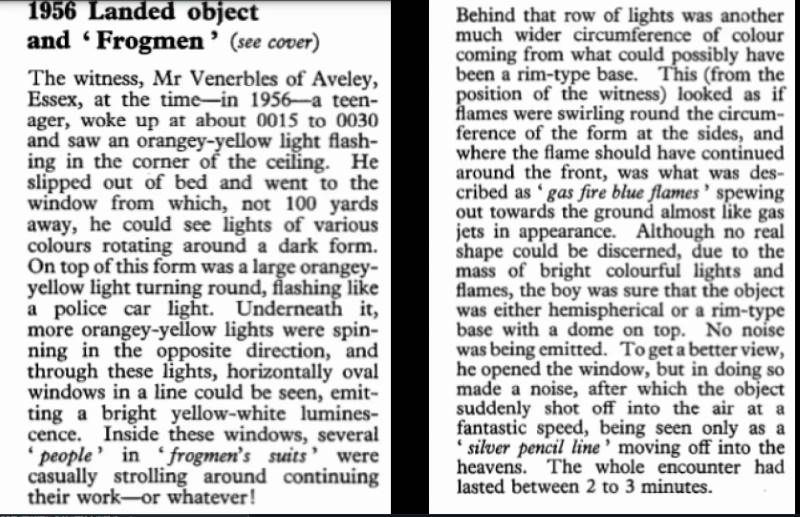 1956 Landed object
and ‘ Frogmen ’ (see cover)
The witness, Mr Venerbles of Aveley,
Essex, at the time—in 1956—a teen-
ager, woke up at about 0015 to 0030
and saw an orangey-yellow light flash-
ing in the corner of the ceiling. He
slipped out of bed and went to the
window from which, not 100 yards
away, he could see lights of various
colours rotating around a dark form.
On top of this form was a large orangey-
yellow light turning round, flashing like
a police car light. Underneath it,
more orangey-yellow lights were spin-
ning in the opposite direction, and
through these lights, horizontally oval
windows in a line could be seen, emit-
ting a bright yellow-white lumines-
cence. Inside these windows, several
‘ people ’ in ‘ frogmen's suits ’ were
casually strolling around continuing
their work—or whatever!
Behind that row of lights was another
much wider circumference of colour
coming from what could possibly have
been a rim-type base. This (from the
position of the witness) looked as if
flames were swirling round the circum-
ference of the form at the sides, and
where the flame should have continued
around the front, was what was des-
cribed as ‘ gas fire blue flames ’ spewing
out towards the ground almost like gas
jets in appearance. Although no real
shape could be discerned, due to the
mass of bright colourful lights and
flames, the boy was sure that the object
was either hemispherical or a rim-type
base with a dome on top. No noise
was being emitted. To get a better view,
he opened the window, but in doing so
made a noise, after which the object
suddenly shot off into the air at a
fantastic speed, being seen only as a
‘ silver pencil line ’ moving off into the
heavens. The whole encounter had
lasted between 2 to 3 minutes.